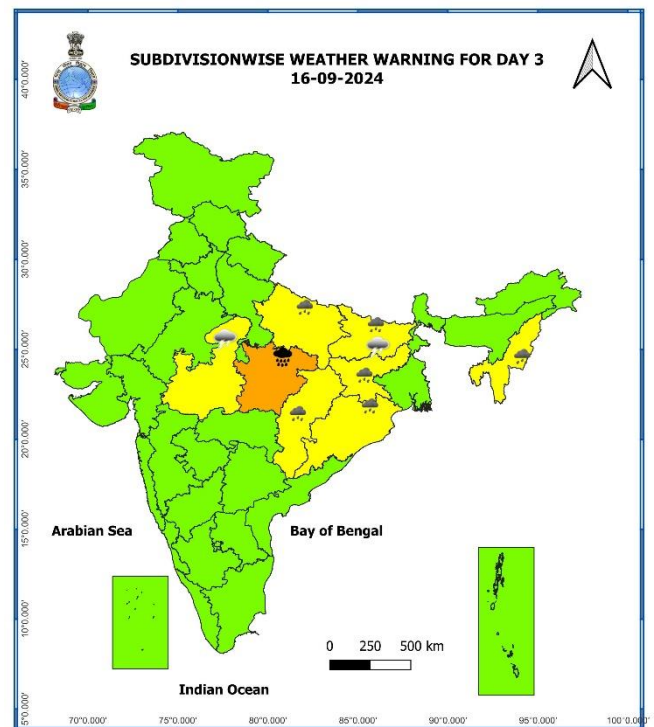 SUBDIVISIONWISE WEATHER WARNING FOR DAY 3
16-09-2024
40°0.000'
35°0.000'
30°0.000'
25°0.000'
20°0.000'
15°0.000'
10°0.000'
5°0.000'
Arabian Sea
Bay of Bengal
0 250 500 km
Indian Ocean
70°0.000' 75°0.000' 80°0.000' 85°0.000' 90°0.000' 95°0.000' 100°0.000'